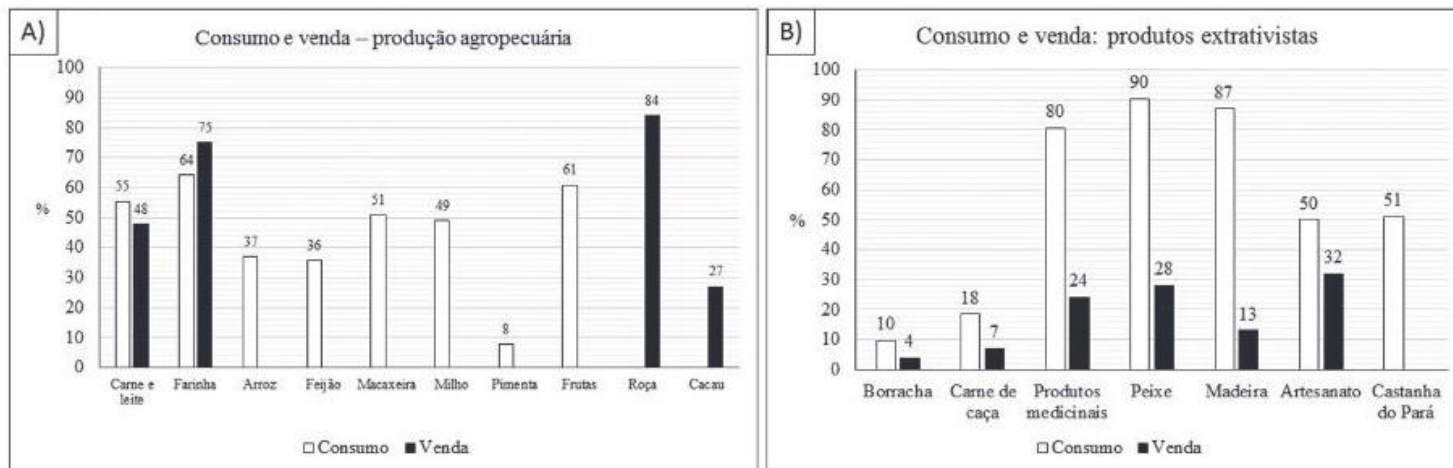 A)
Consumo e venda – produção agropecuária
100
90
80
70
60
50
40
30
20
10
0
%
55
48
64
75
37
36
51
49
8
61
84
27
Carne e leite
Farinha
Arroz
Feijão
Macaxeira
Milho
Pimenta
Frutas
Roça
Cacau
Consumo
Venda
B)
Consumo e venda: produtos extrativistas
100
90
80
70
60
50
40
30
20
10
0
%
10
4
18
7
80
24
90
28
87
13
50
32
51
Borracha
Carne de caça
Produtos medicinais
Peixe
Madeira
Artesanato
Castanha do Pará
Consumo
Venda